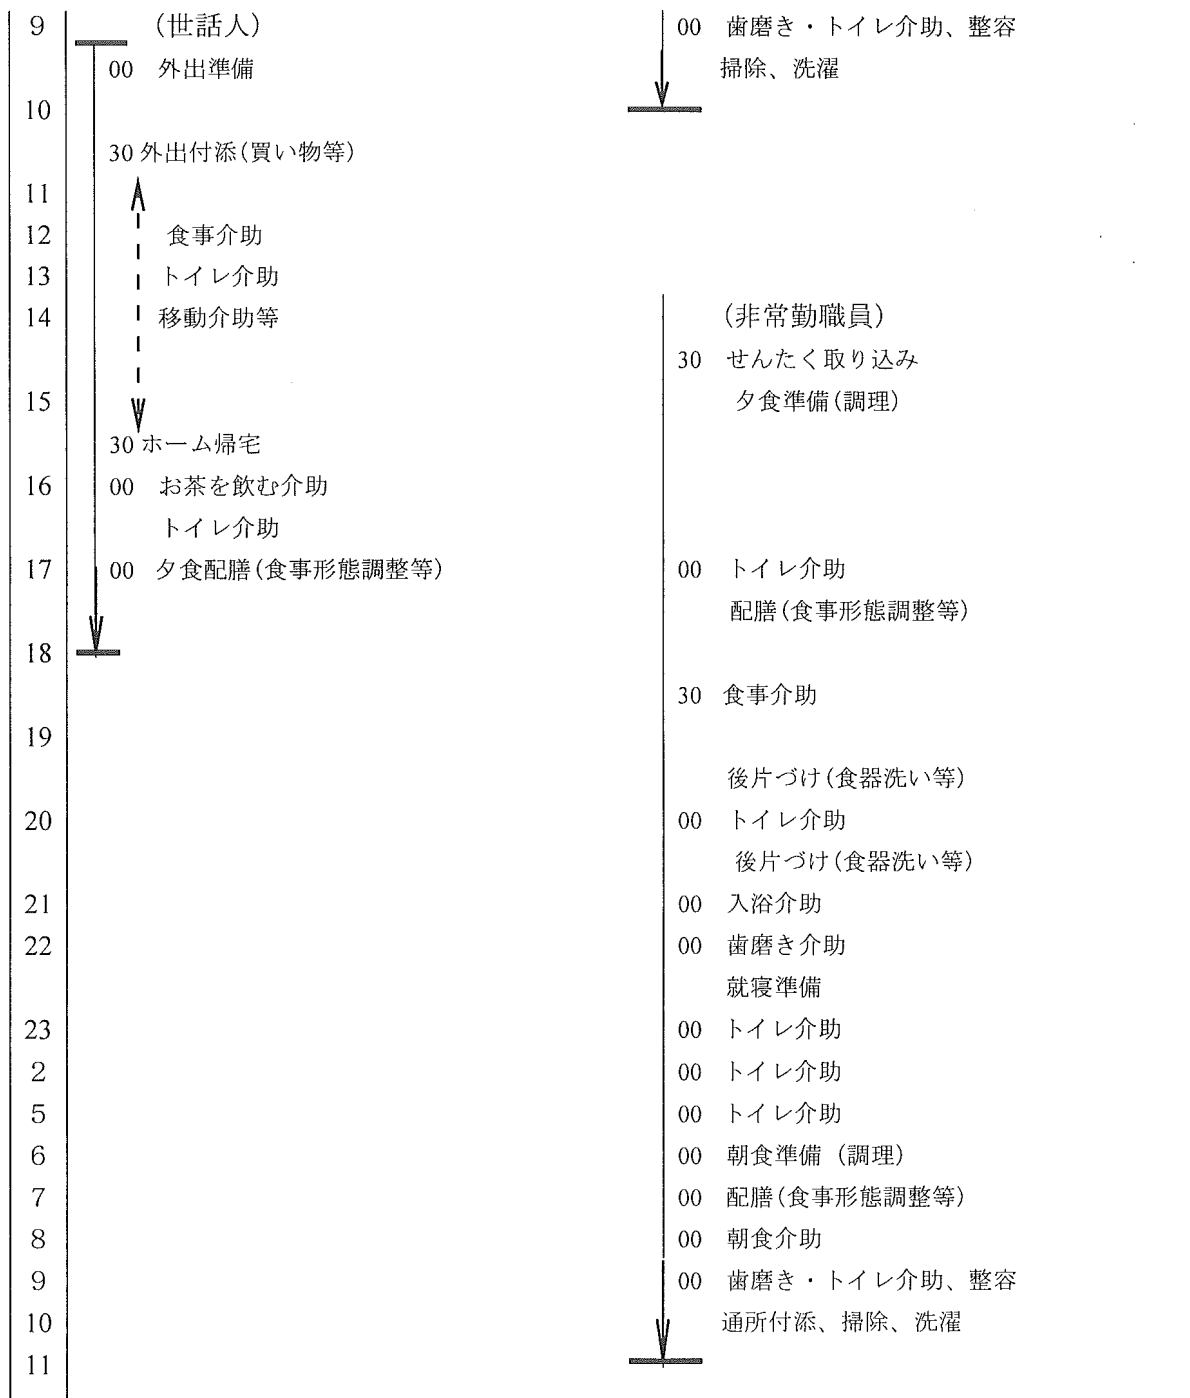 9 (世話人) 00 歯磨き・トイレ介助、整容
00 外出準備 掃除、洗濯
10
30 外出付添(買い物等)
11
12 食事介助
13 トイレ介助
14 移動介助等 (非常勤職員)
30 せんたく取り込み
15 夕食準備(調理)
30 ホーム帰宅
16 00 お茶を飲む介助
トイレ介助
17 00 夕食配膳(食事形態調整等) 00 トイレ介助
配膳(食事形態調整等)
18
30 食事介助
19
後片づけ(食器洗い等)
20 00 トイレ介助
後片づけ(食器洗い等)
21 00 入浴介助
22 00 歯磨き介助
就寝準備
23 00 トイレ介助
2 00 トイレ介助
5 00 トイレ介助
6 00 朝食準備 (調理)
7 00 配膳(食事形態調整等)
8 00 朝食介助
9 00 歯磨き・トイレ介助、整容
10 通所付添、掃除、洗濯
11